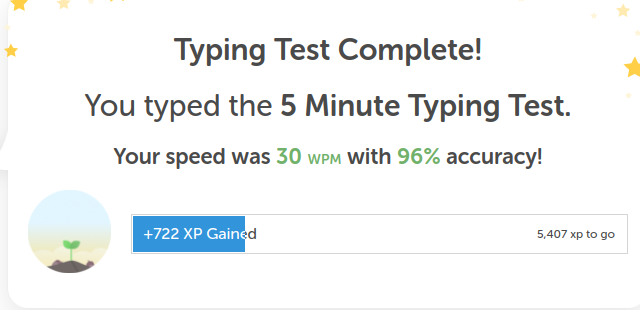 Typing Test Complete!
You typed the 5 Minute Typing Test.
Your speed was 30 WPM with 96% accuracy!
+722 XP Gained 5,407 xp to go